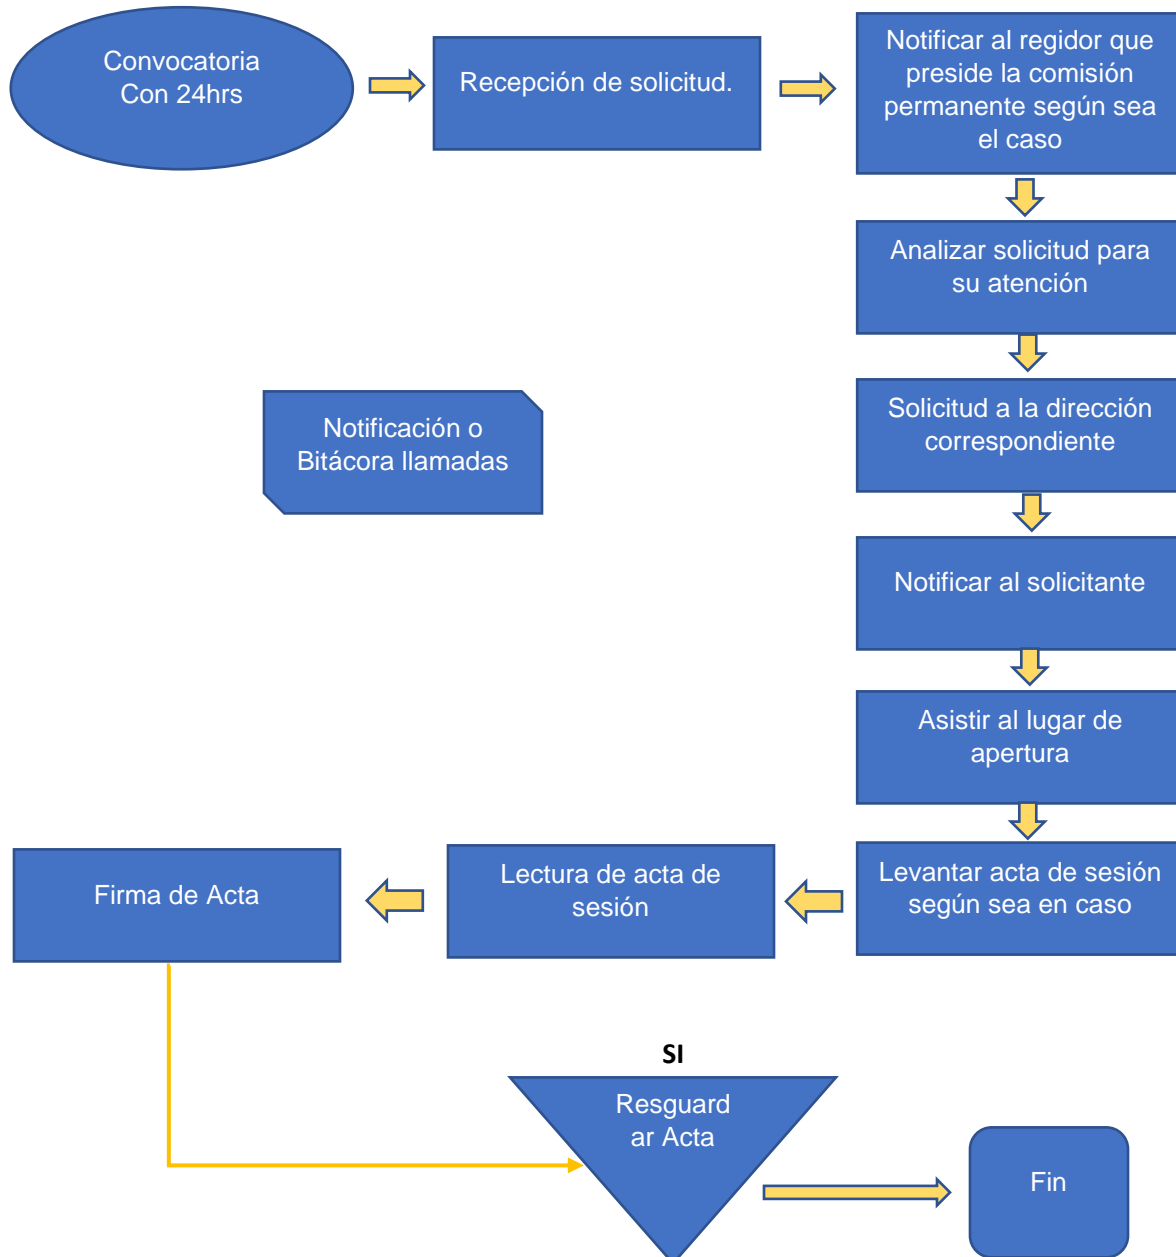 Convocatoria
Con 24hrs
Recepción de solicitud.
Notificar al regidor que
preside la comisión
permanente según sea
el caso
Analizar solicitud para
su atención
Solicitud a la dirección
correspondiente
Notificación o
Bitácora llamadas
Notificar al solicitante
Asistir al lugar de
apertura
Levantar acta de sesión
según sea en caso
Lectura de acta de
sesión
Firma de Acta
SI
Resguard
ar Acta
Fin